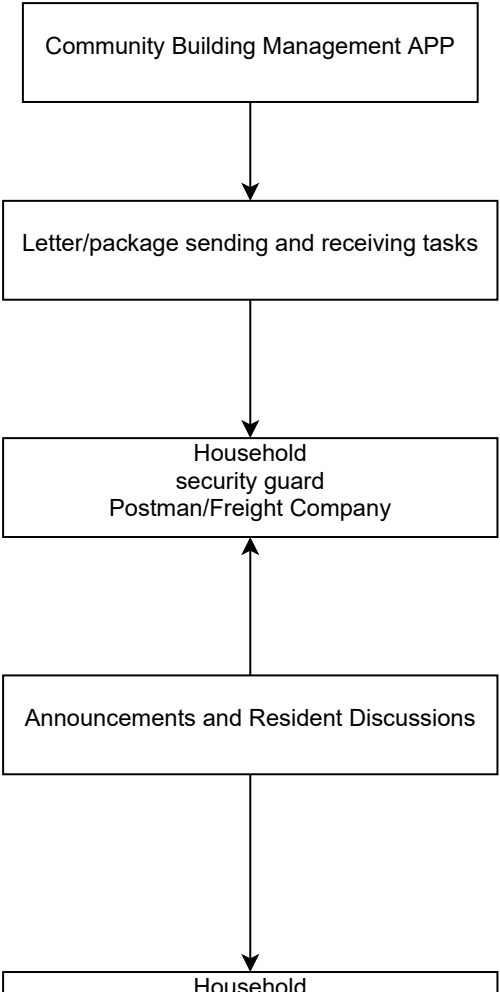 Community Building Management APP
Letter/package sending and receiving tasks
Household
security guard
Postman/Freight Company
Announcements and Resident Discussions
Household